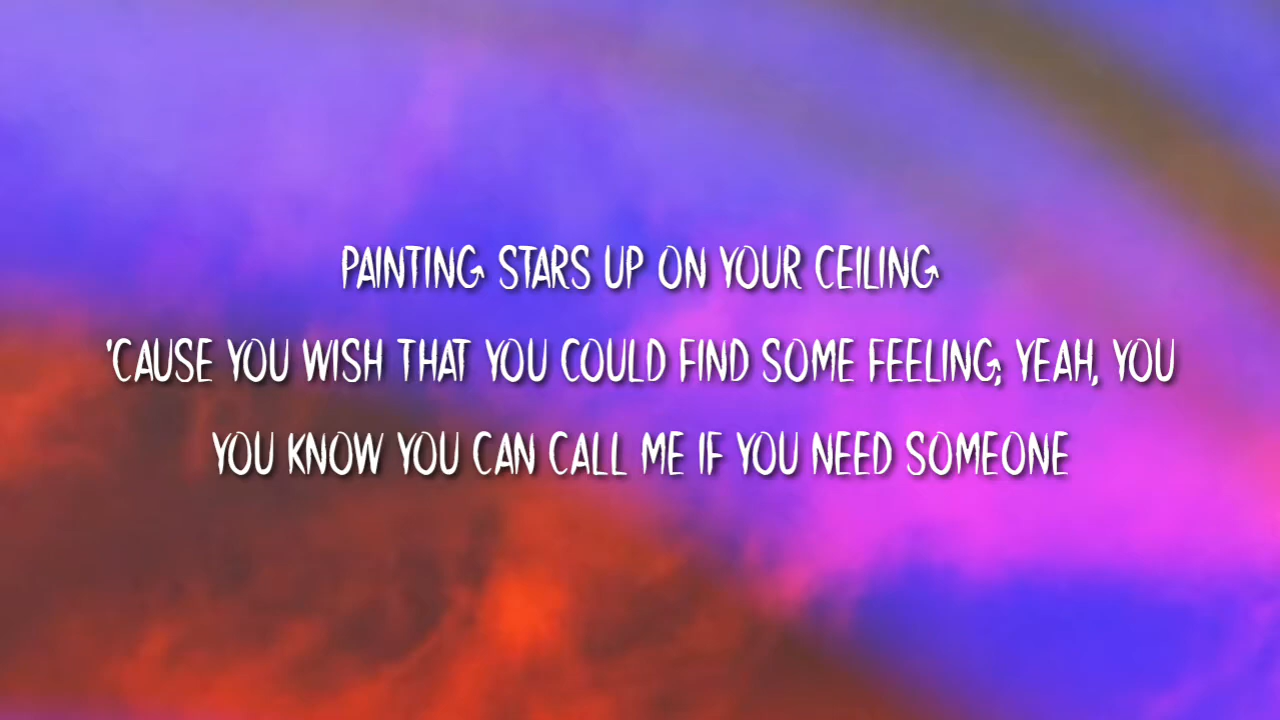 PAINTING STARS UP ON YOUR CEILING
'CAUSE YOU WISH THAT YOU COULD FIND SOME FEELING, YEAH, YOU
YOU KNOW YOU CAN CALL ME IF YOU NEED SOMEONE